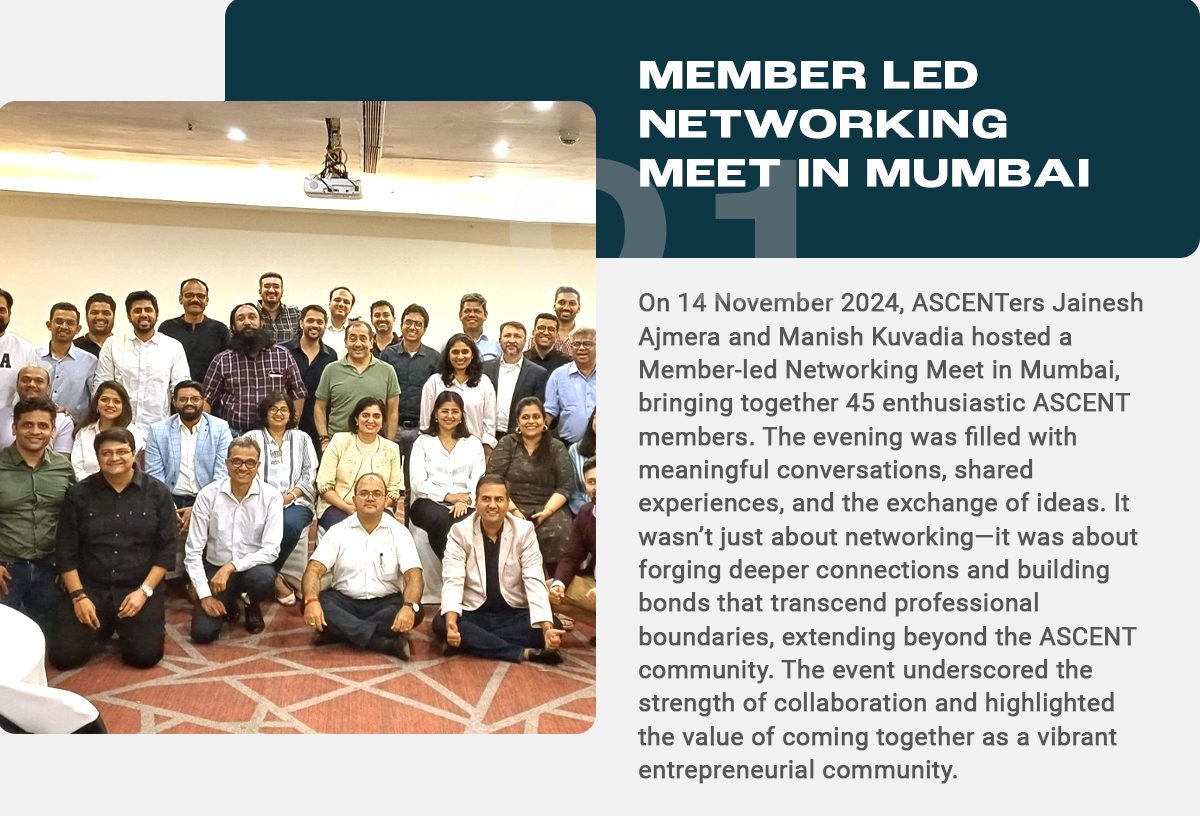 MEMBER LED
NETWORKING
MEET IN MUMBAI
01
On 14 November 2024, ASCENTers Jainesh
Ajmera and Manish Kuvadia hosted a
Member-led Networking Meet in Mumbai,
bringing together 45 enthusiastic ASCENT
members. The evening was filled with
meaningful conversations, shared
experiences, and the exchange of ideas. It
wasn’t just about networking—it was about
forging deeper connections and building
bonds that transcend professional
boundaries, extending beyond the ASCENT
community. The event underscored the
strength of collaboration and highlighted
the value of coming together as a vibrant
entrepreneurial community.